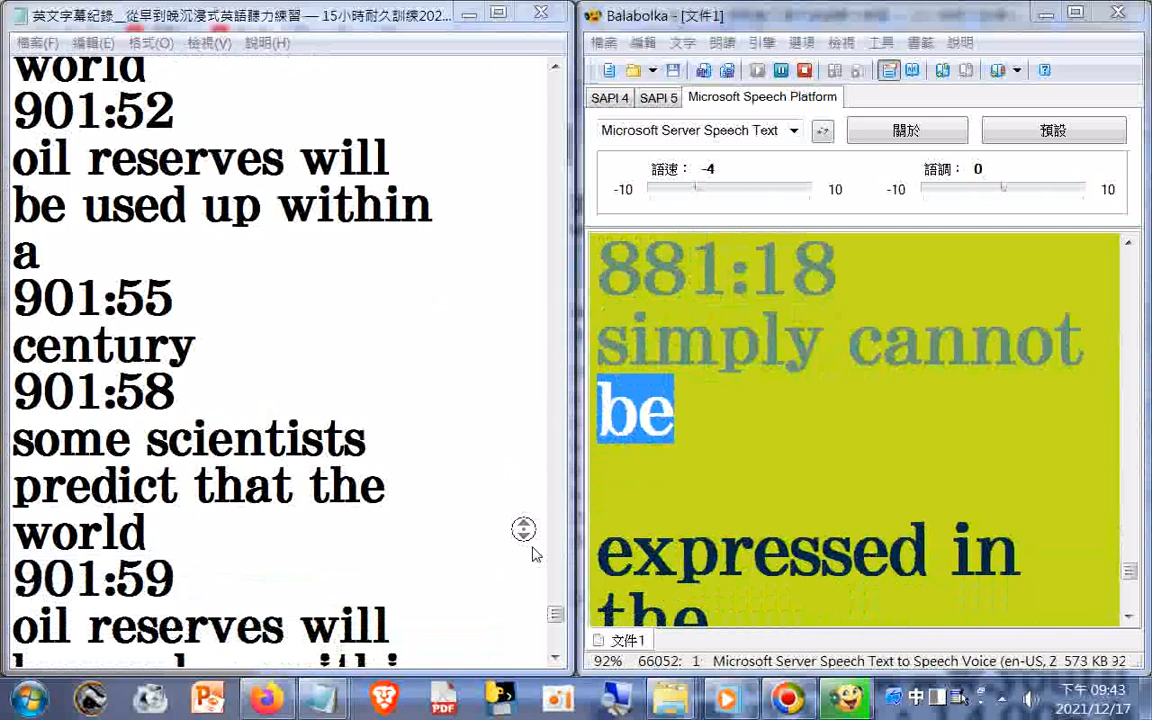 英文字幕紀錄__從早到晚沉浸式英語聽力練習 — 15小時耐久訓練202...
檔案(F) 編輯(E) 格式(O) 檢視(V) 說明(H)
world
901:52
oil reserves will
be used up within
a
901:55
century
901:58
some scientists
predict that the
world
901:59
oil reserves will
Balabolka - [文件1]
檔案 編輯 文字 朗讀 引擎 選項 檢視 工具 書籤 說明
SAPI 4 SAPI 5 Microsoft Speech Platform
Microsoft Server Speech Text 關於 預設
語速： -4 語調： 0
-10 10 -10 10
881:18
simply cannot
be
expressed in
the
文件1
92% 66052: 1: Microsoft Server Speech Text to Speech Voice (en-US, Z 573 KB 92
PDF 中 下午 09:43
2021/12/17